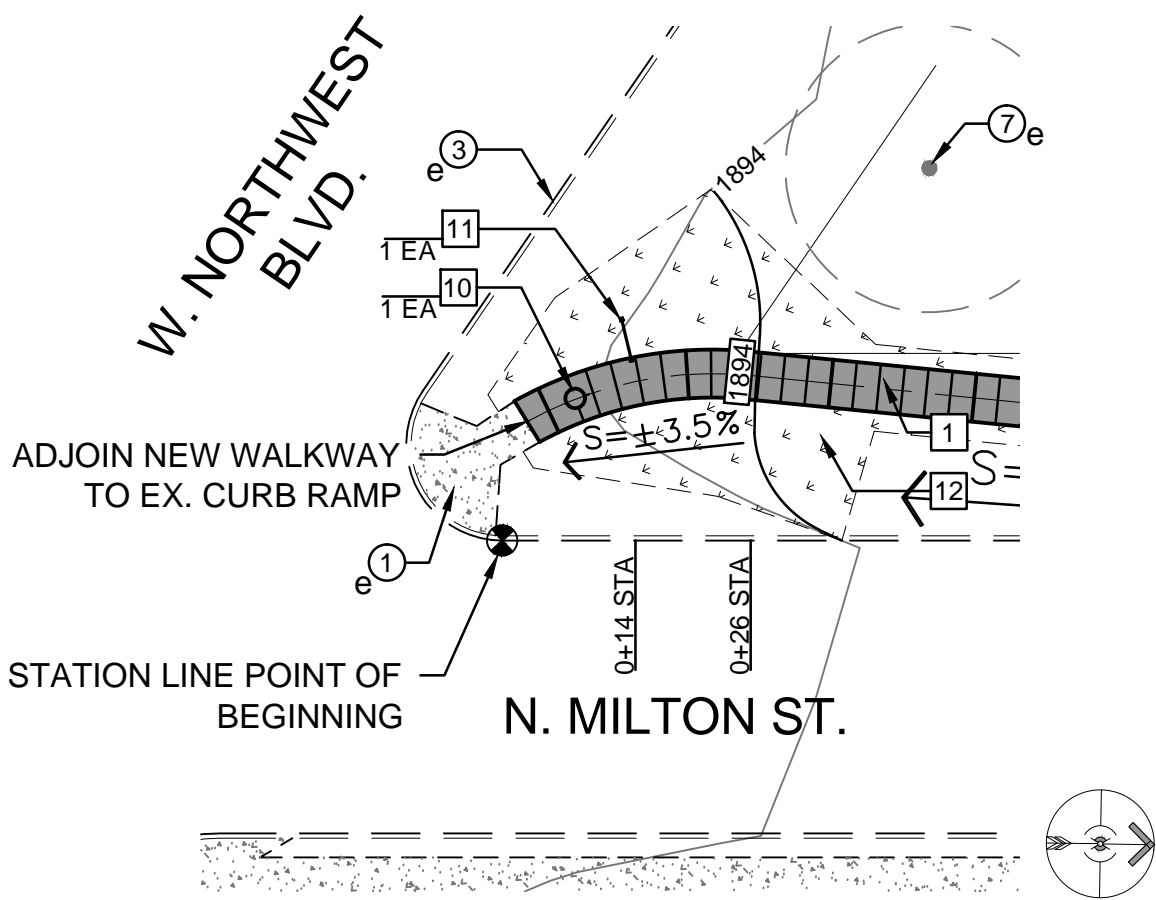 W. NORTHWEST
BLVD.
3
e
7
e
1894
11
1 EA
10
1 EA
1894
S=±3.5%
1
S=
12
ADJOIN NEW WALKWAY
TO EX. CURB RAMP
1
e
0+14 STA
0+26 STA
STATION LINE POINT OF
BEGINNING
N. MILTON ST.